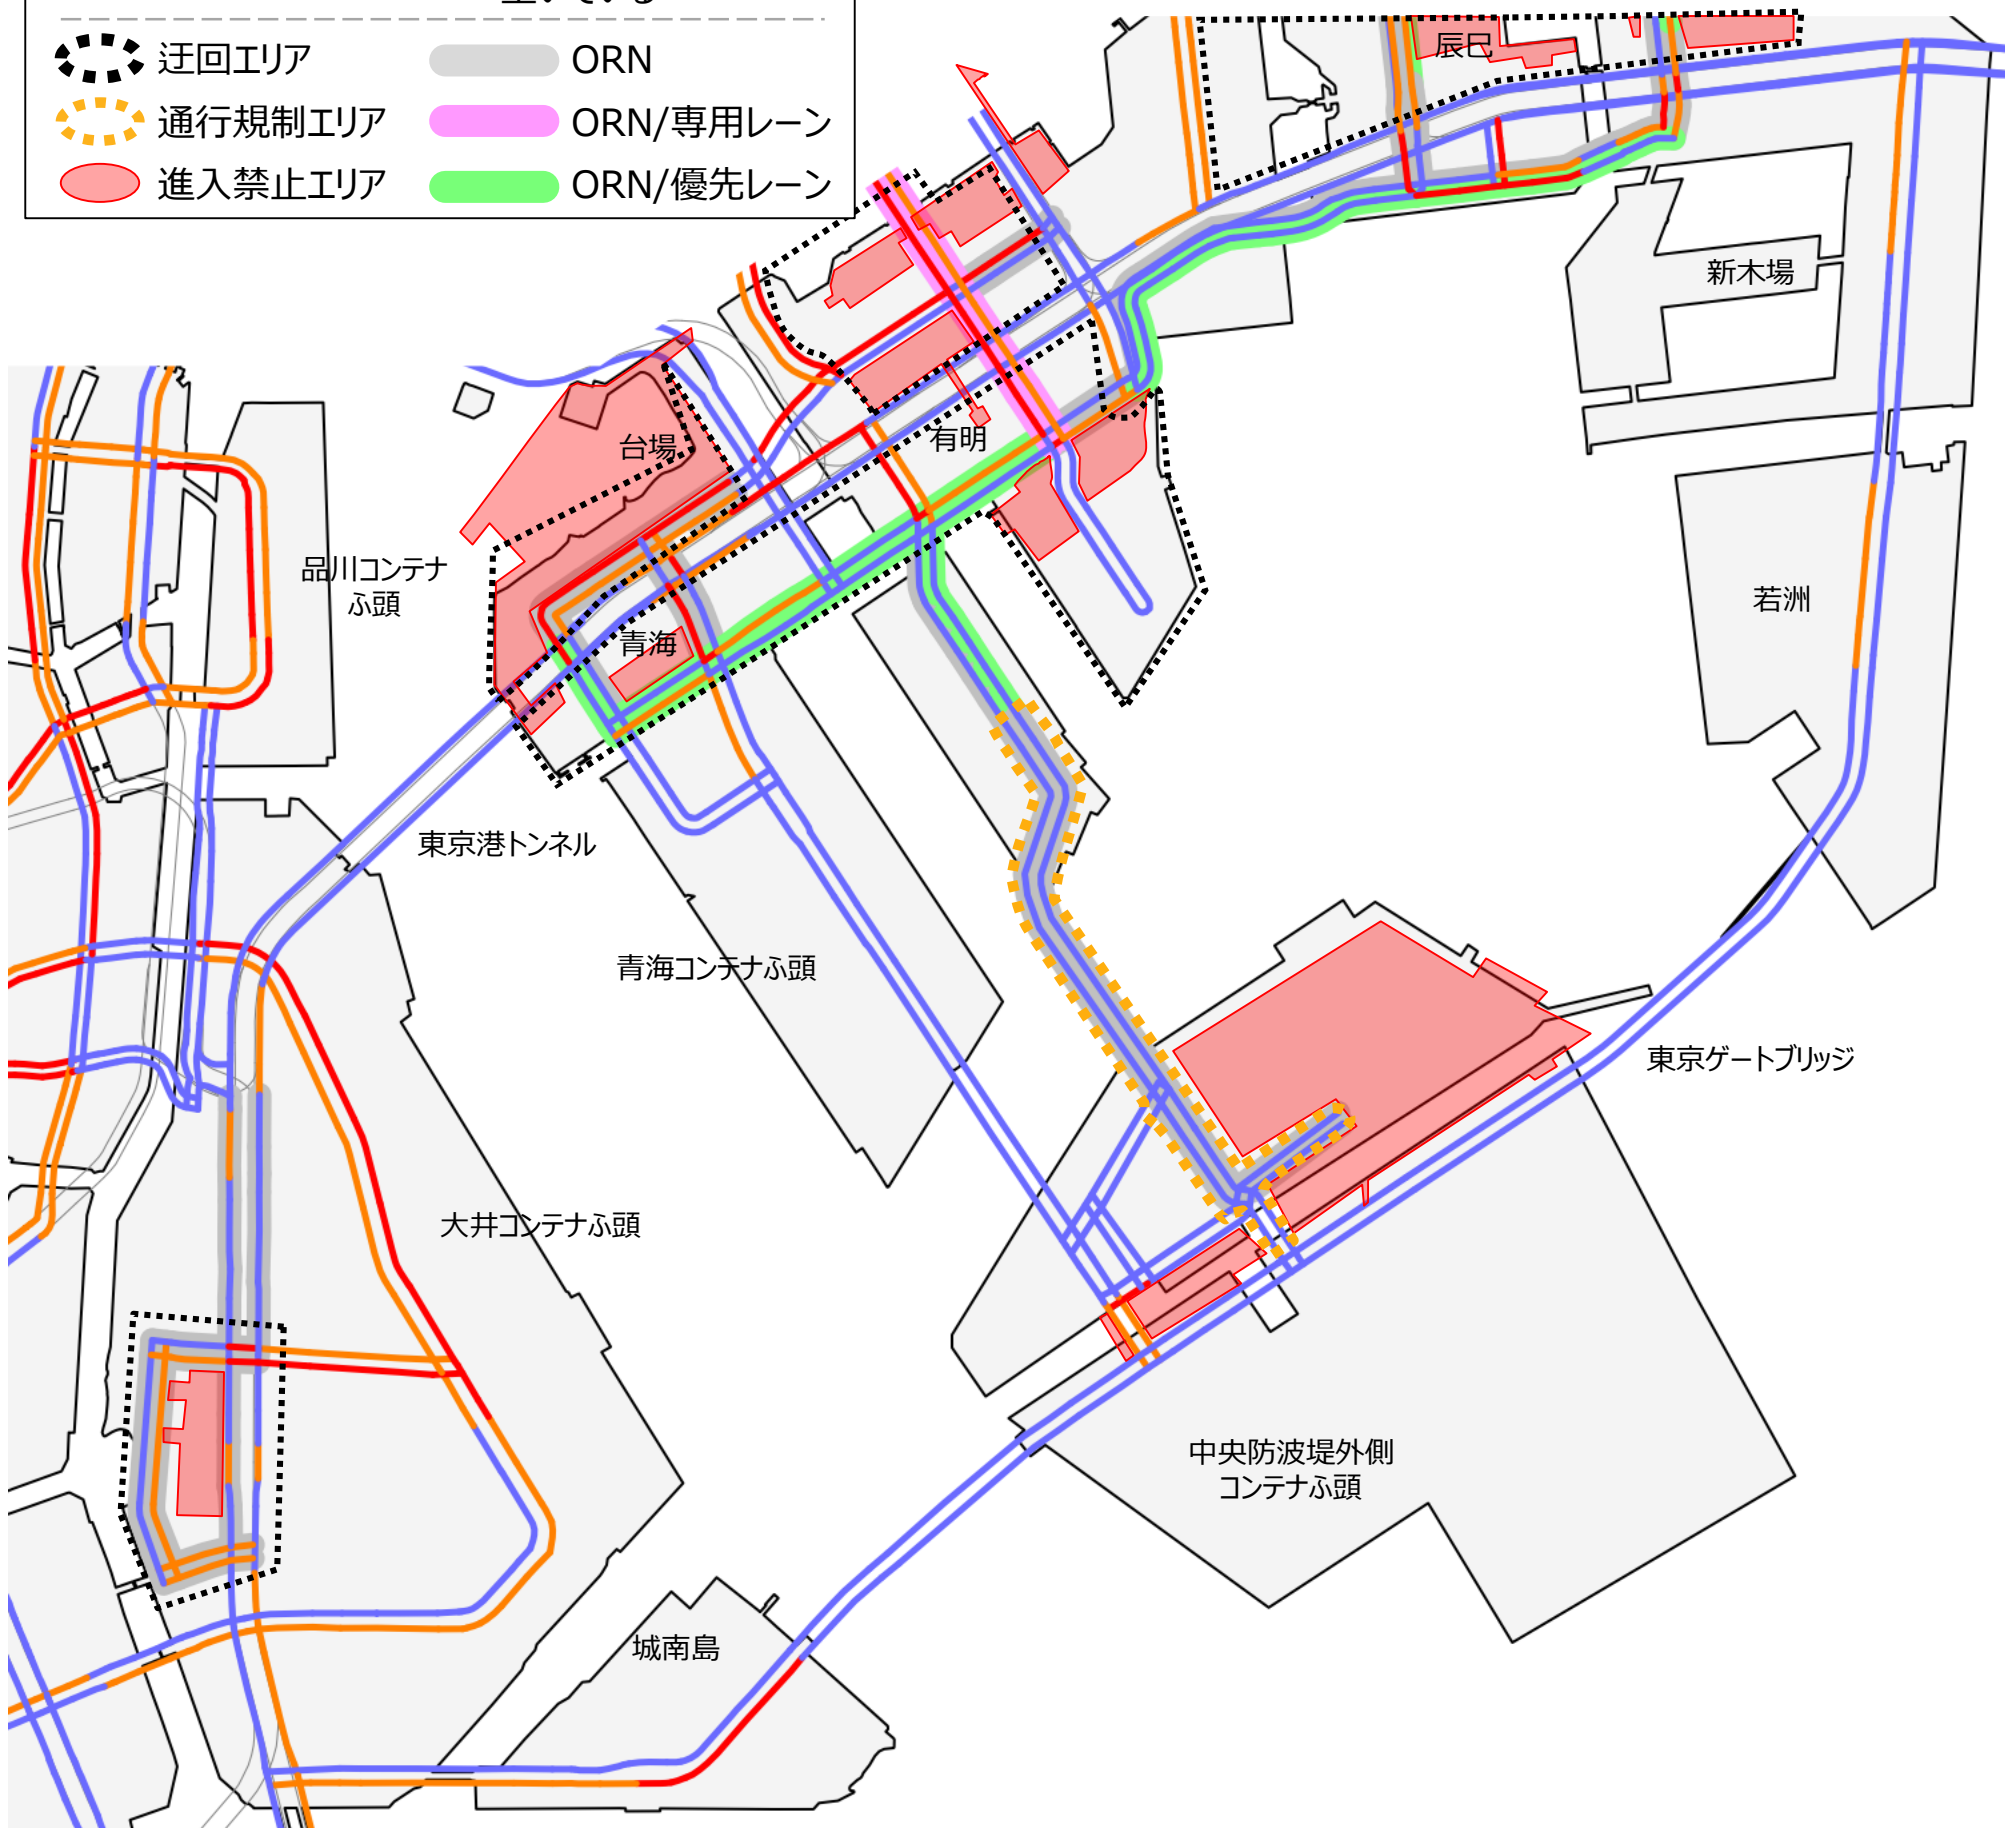 空いている
迂回エリア
ORN
通行規制エリア
ORN/専用レーン
進入禁止エリア
ORN/優先レーン
辰巳
新木場
有明
台場
品川コンテナ
ふ頭
青海
若洲
東京港トンネル
青海コンテナふ頭
東京ゲートブリッジ
大井コンテナふ頭
中央防波堤外側
コンテナふ頭
城南島